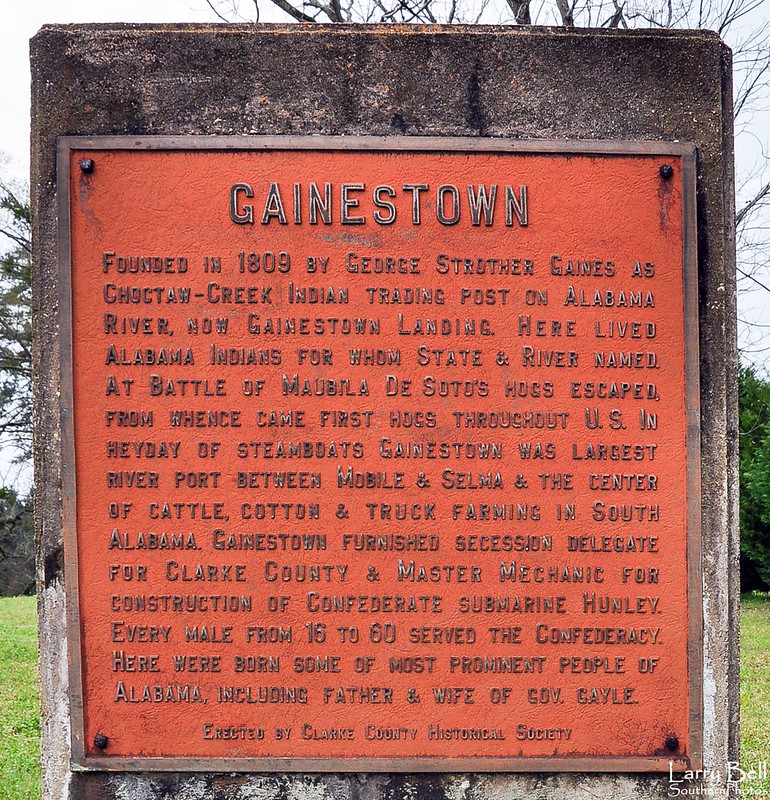 GAINESTOWN
FOUNDED IN 1809 BY GEORGE STROTHER GAINES AS
CHOCTAW-CREEK INDIAN TRADING POST ON ALABAMA
RIVER, NOW GAINESTOWN LANDING. HERE LIVED
ALABAMA INDIANS FOR WHOM STATE & RIVER NAMED.
AT BATTLE OF MAUBILA DE SOTO'S HOGS ESCAPED,
FROM WHENCE CAME FIRST HOGS THROUGHOUT U.S. IN
HEYDAY OF STEAMBOATS GAINESTOWN WAS LARGEST
RIVER PORT BETWEEN MOBILE & SELMA & THE CENTER
OF CATTLE, COTTON & TRUCK FARMING IN SOUTH
ALABAMA. GAINESTOWN FURNISHED SECESSION DELEGATE
FOR CLARKE COUNTY & MASTER MECHANIC FOR
CONSTRUCTION OF CONFEDERATE SUBMARINE HUNLEY.
EVERY MALE FROM 16 TO 60 SERVED THE CONFEDERACY.
HERE WERE BORN SOME OF MOST PROMINENT PEOPLE OF
ALABAMA, INCLUDING FATHER & WIFE OF GOV. GAYLE.
ERECTED BY CLARKE COUNTY HISTORICAL SOCIETY
Larry Bell
SouthernPhotos